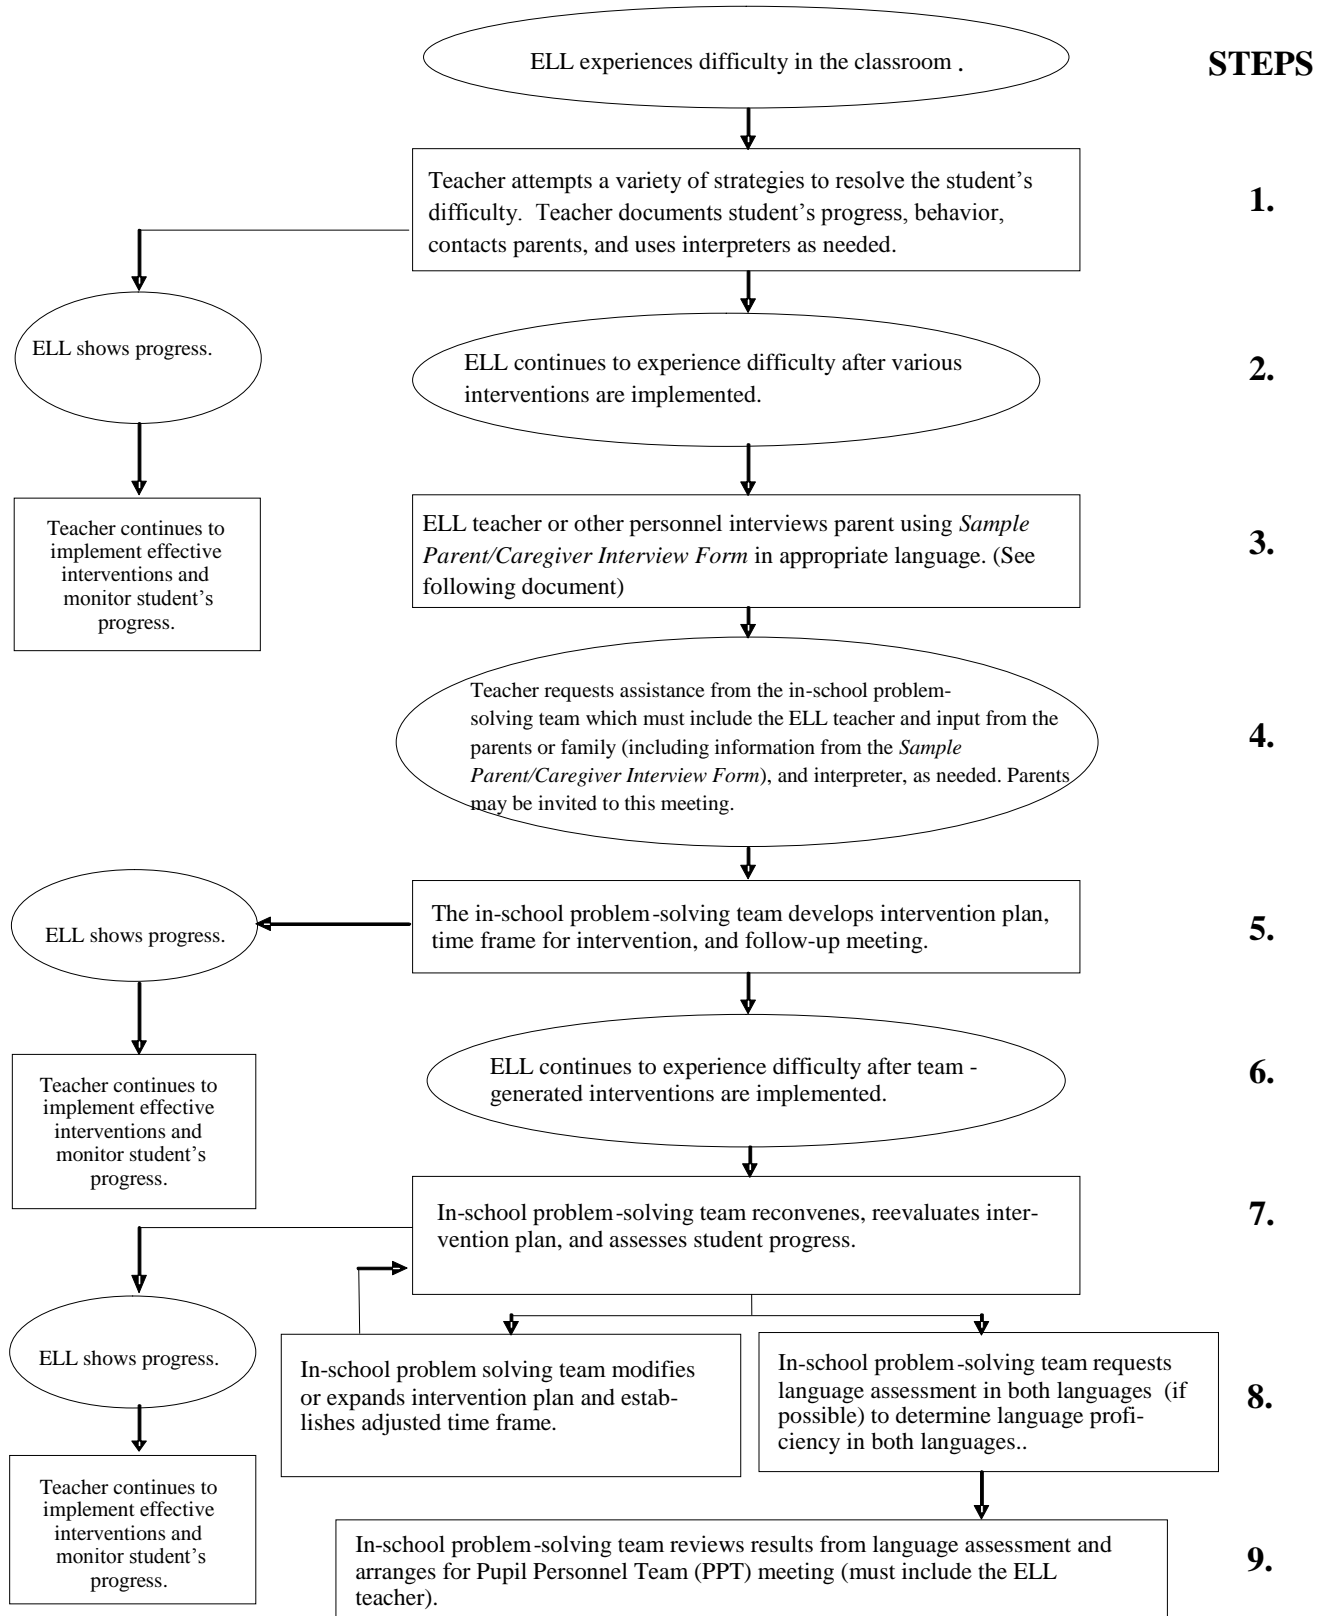 ELL experiences difficulty in the classroom .
STEPS
Teacher attempts a variety of strategies to resolve the student’s
difficulty.  Teacher documents student’s progress, behavior,
contacts parents, and uses interpreters as needed.
1.
ELL shows progress.
ELL continues to experience difficulty after various
interventions are implemented.
2.
Teacher continues to
implement effective
interventions and
monitor student’s
progress.
ELL teacher or other personnel interviews parent using Sample
Parent/Caregiver Interview Form in appropriate language. (See
following document)
3.
Teacher requests assistance from the in-school problem-
solving team which must include the ELL teacher and input from the
parents or family (including information from the Sample
Parent/Caregiver Interview Form), and interpreter, as needed. Parents
may be invited to this meeting.
4.
ELL shows progress.
The in-school problem-solving team develops intervention plan,
time frame for intervention, and follow-up meeting.
5.
Teacher continues to
implement effective
interventions and
monitor student’s
progress.
ELL continues to experience difficulty after team -
generated interventions are implemented.
6.
In-school problem-solving team reconvenes, reevaluates inter-
vention plan, and assesses student progress.
7.
ELL shows progress.
In-school problem solving team modifies
or expands intervention plan and estab-
lishes adjusted time frame.
In-school problem-solving team requests
language assessment in both languages  (if
possible) to determine language profi-
ciency in both languages..
8.
Teacher continues to
implement effective
interventions and
monitor student’s
progress.
In-school problem-solving team reviews results from language assessment and
arranges for Pupil Personnel Team (PPT) meeting (must include the ELL
teacher).
9.